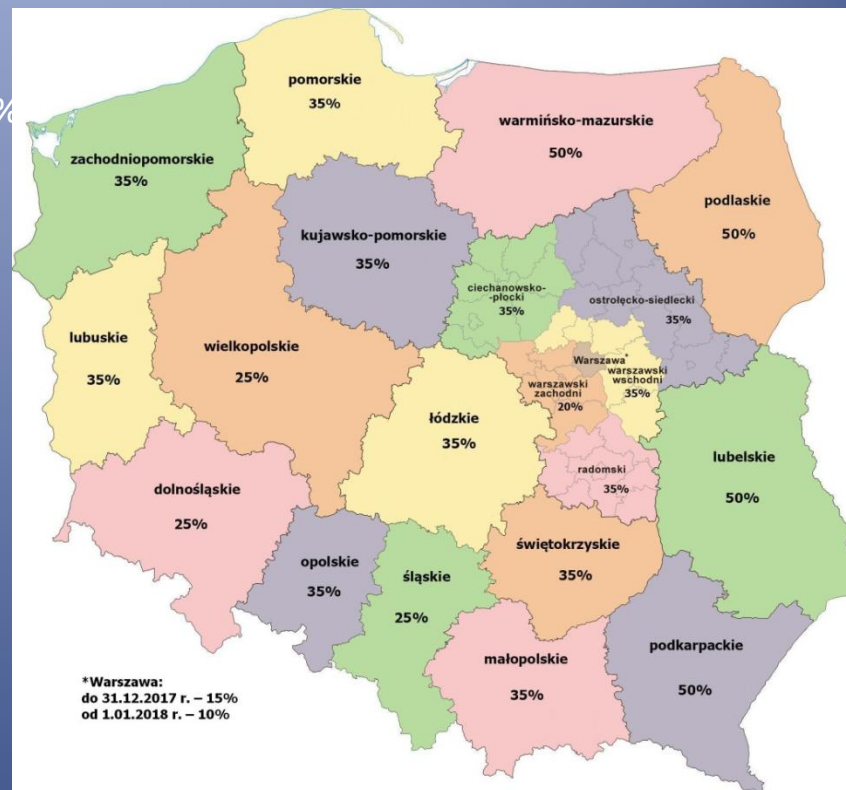 %
pomorskie
35%
warmińsko-mazurskie
50%
zachodniopomorskie
35%
podlaskie
50%
kujawsko-pomorskie
35%
ciechanowsko-
-płocki
35%
ostrołęcko-siedlecki
35%
lubuskie
35%
wielkopolskie
25%
Warszawa*
warszawski
wschodni
35%
warszawski
zachodni
20%
łódzkie
35%
radomski
35%
lubelskie
50%
dolnośląskie
25%
opolskie
35%
śląskie
25%
świętokrzyskie
35%
małopolskie
35%
podkarpackie
50%
*Warszawa:
do 31.12.2017 r. – 15%
od 1.01.2018 r. – 10%